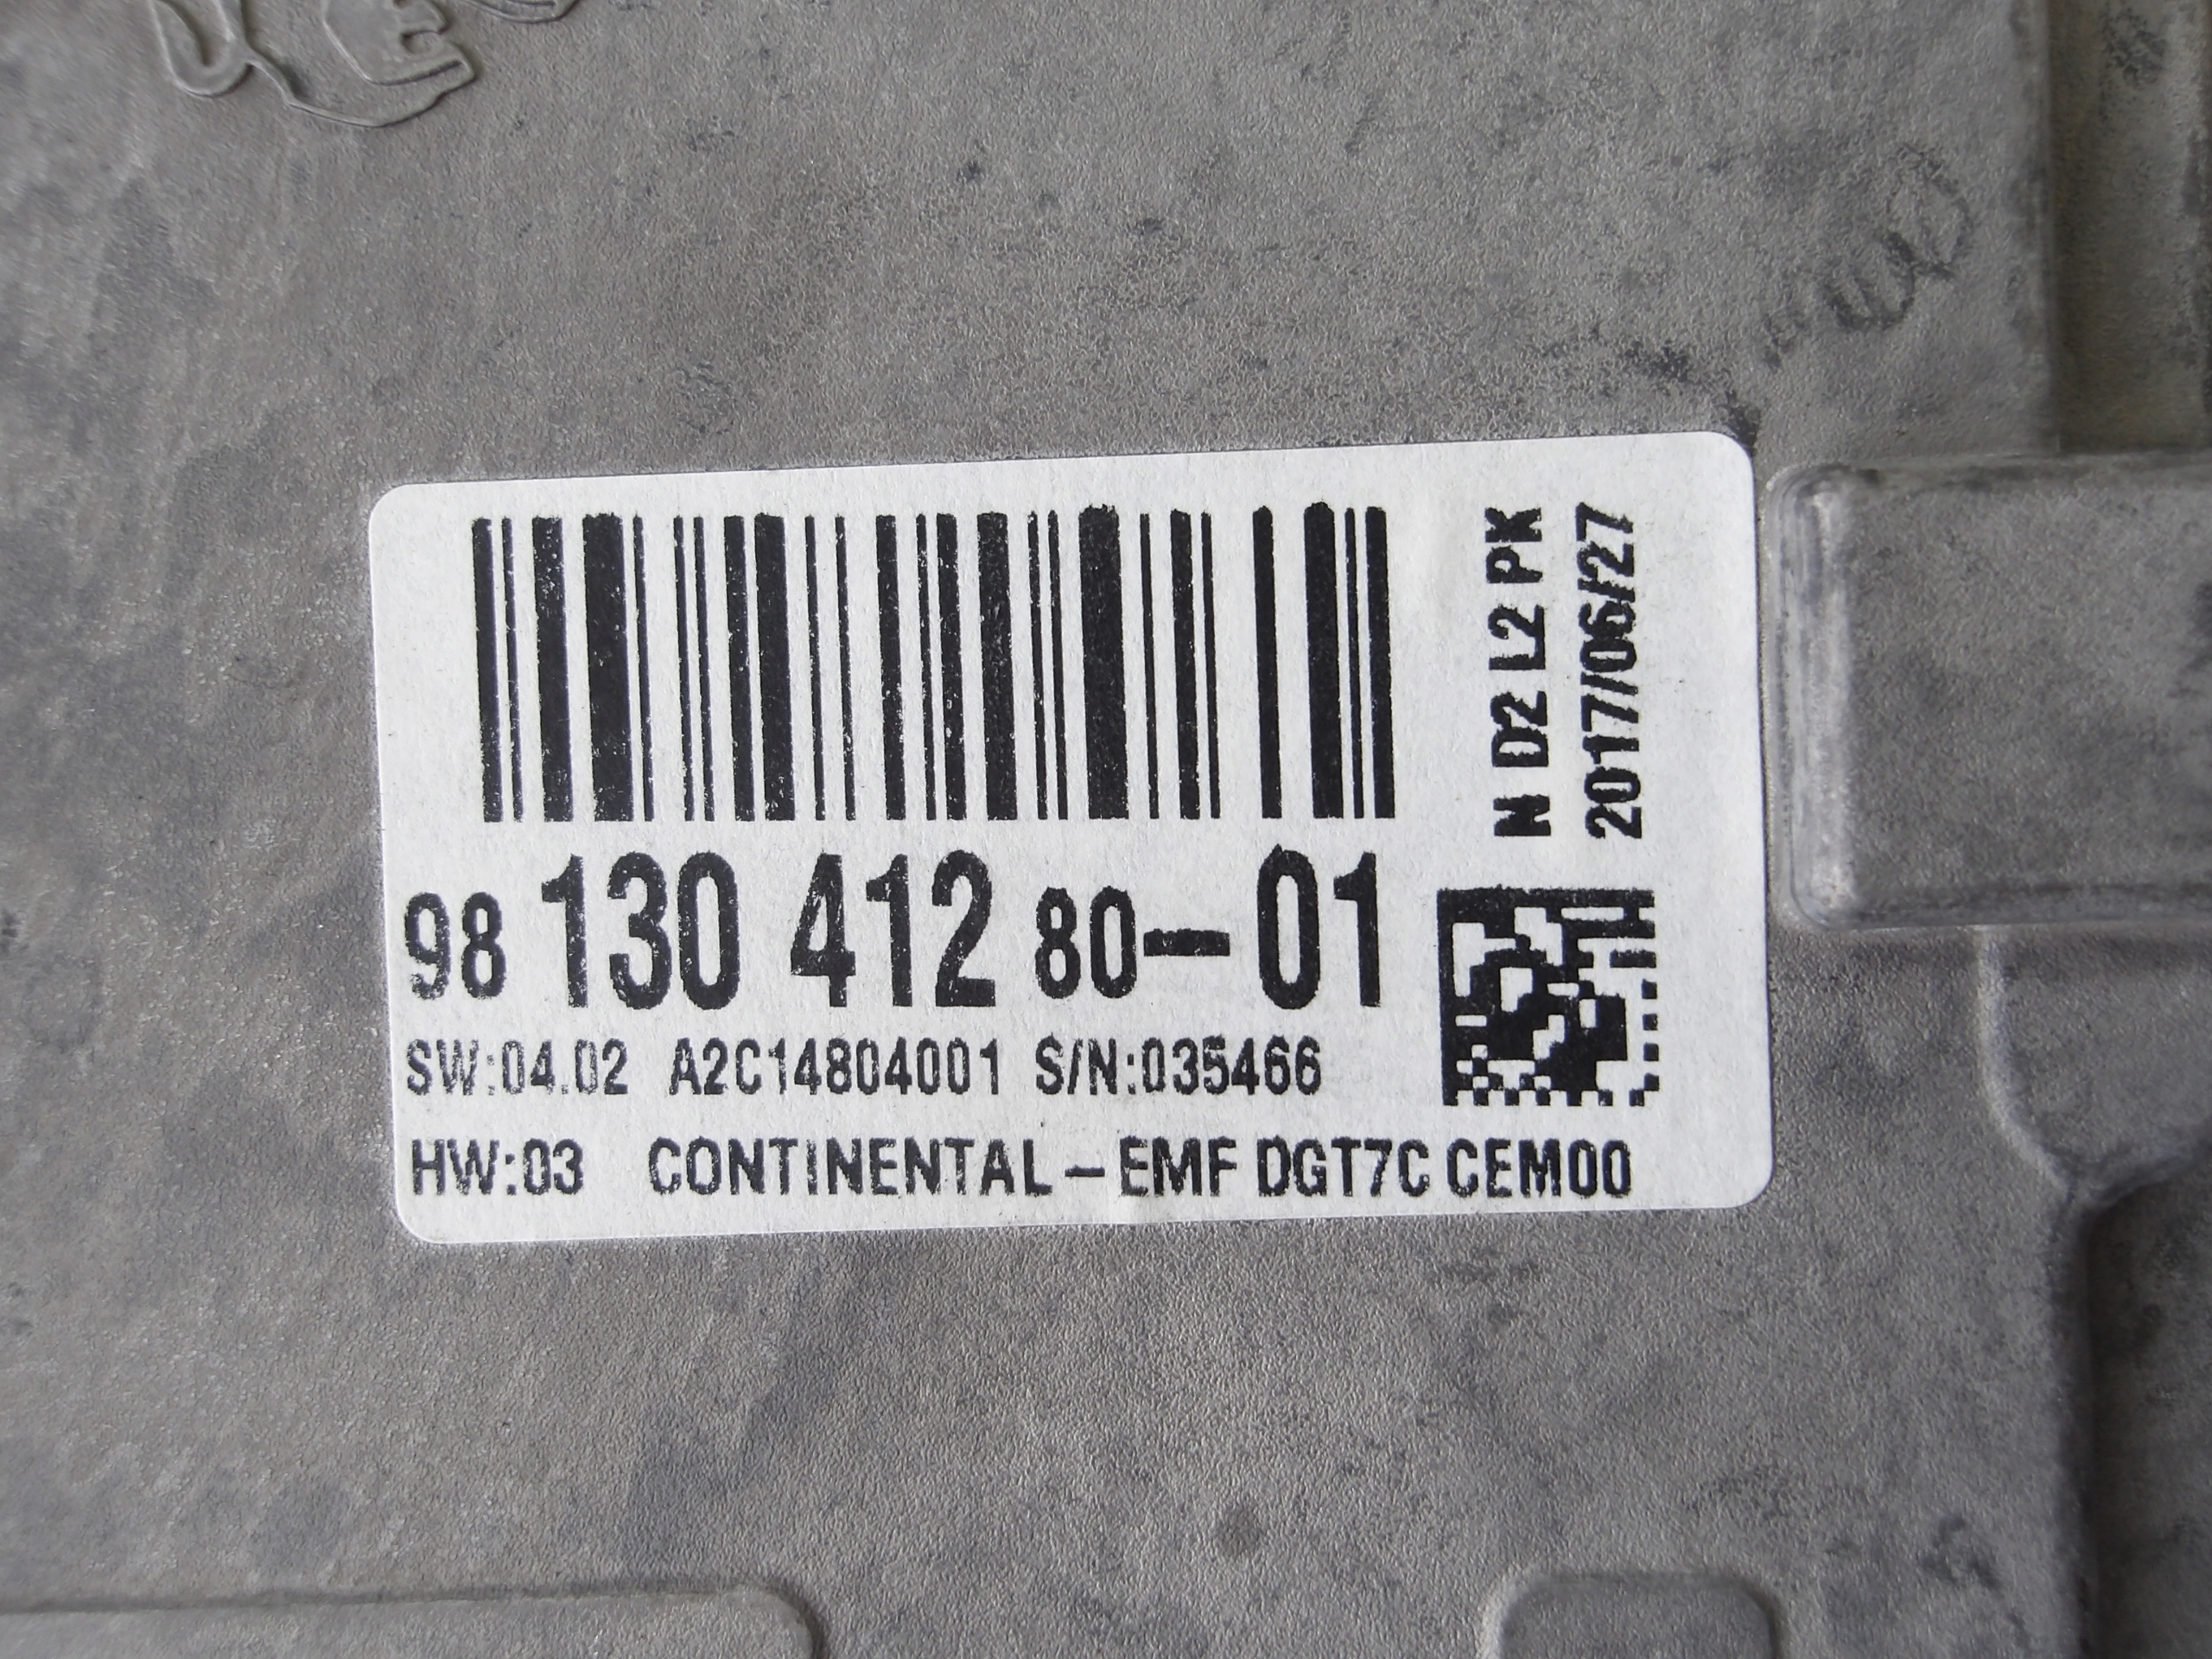 N D2 L2 PK
2017/06/27
98 130 412 80-01
SW:04.02 A2C14804001 S/N:035466
HW:03 CONTINENTAL-EMF DGT7C CEM00